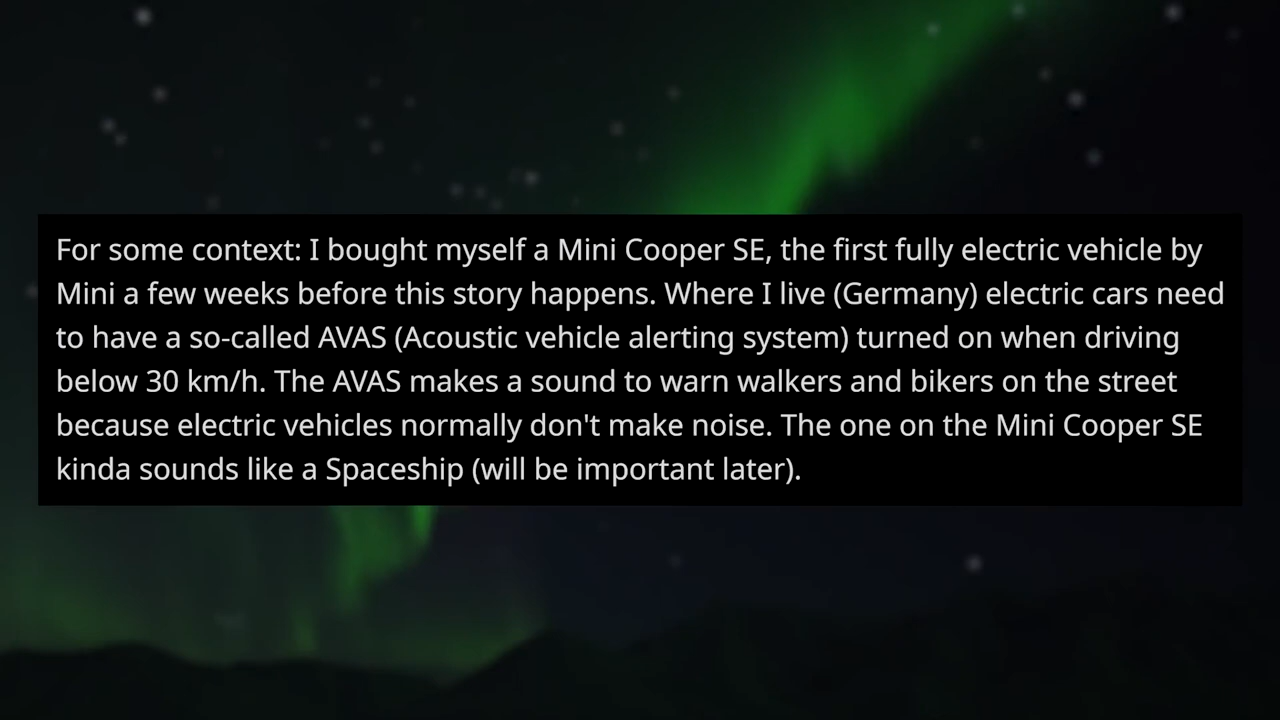 For some context: I bought myself a Mini Cooper SE, the first fully electric vehicle by
Mini a few weeks before this story happens. Where I live (Germany) electric cars need
to have a so-called AVAS (Acoustic vehicle alerting system) turned on when driving
below 30 km/h. The AVAS makes a sound to warn walkers and bikers on the street
because electric vehicles normally don't make noise. The one on the Mini Cooper SE
kinda sounds like a Spaceship (will be important later).